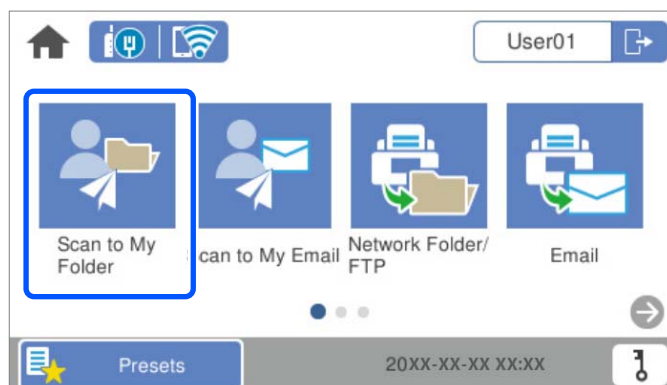 User01
Scan to My
Folder
can to My Email
Network Folder/
FTP
Email
Presets
20XX-XX-XX XX:XX